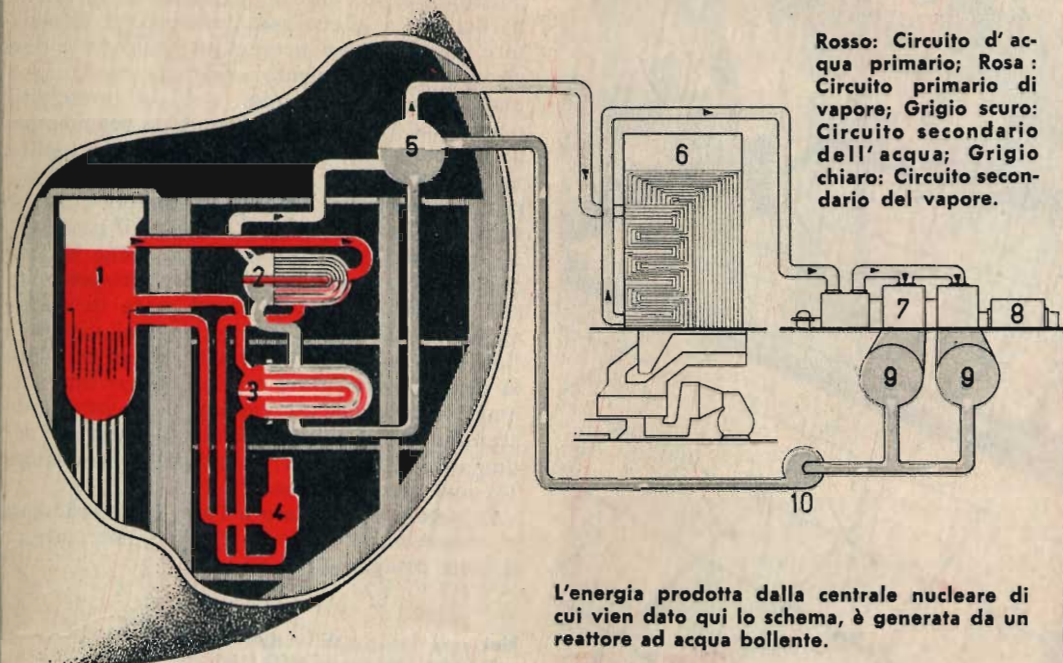 Rosso: Circuito d'ac-
qua primario; Rosa :
Circuito primario di
vapore; Grigio scuro:
Circuito secondario
dell'acqua; Grigio
chiaro: Circuito secon-
dario del vapore.
5
6
1
2
7
8
3
9
9
4
10
L'energia prodotta dalla centrale nucleare di
cui vien dato qui lo schema, è generata da un
reattore ad acqua bollente.